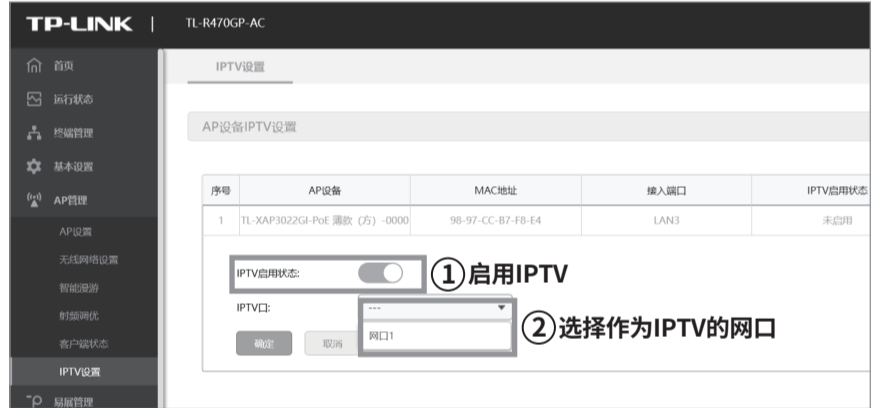 TP-LINK | TL-R470GP-AC
首页
运行状态
终端管理
基本设置
AP管理
AP设置
无线网络设置
智能漫游
射频调优
客户端状态
IPTV设置
易展管理
IPTV设置
AP设备IPTV设置
序号 AP设备 MAC地址 接入端口 IPTV启用状态
1 TL-XAP3022GI-PoE 薄款（方）-0000 98-97-CC-B7-F8-E4 LAN3 未启用
IPTV启用状态: ①启用IPTV
IPTV口: ---
网口1 ②选择作为IPTV的网口
确定 取消